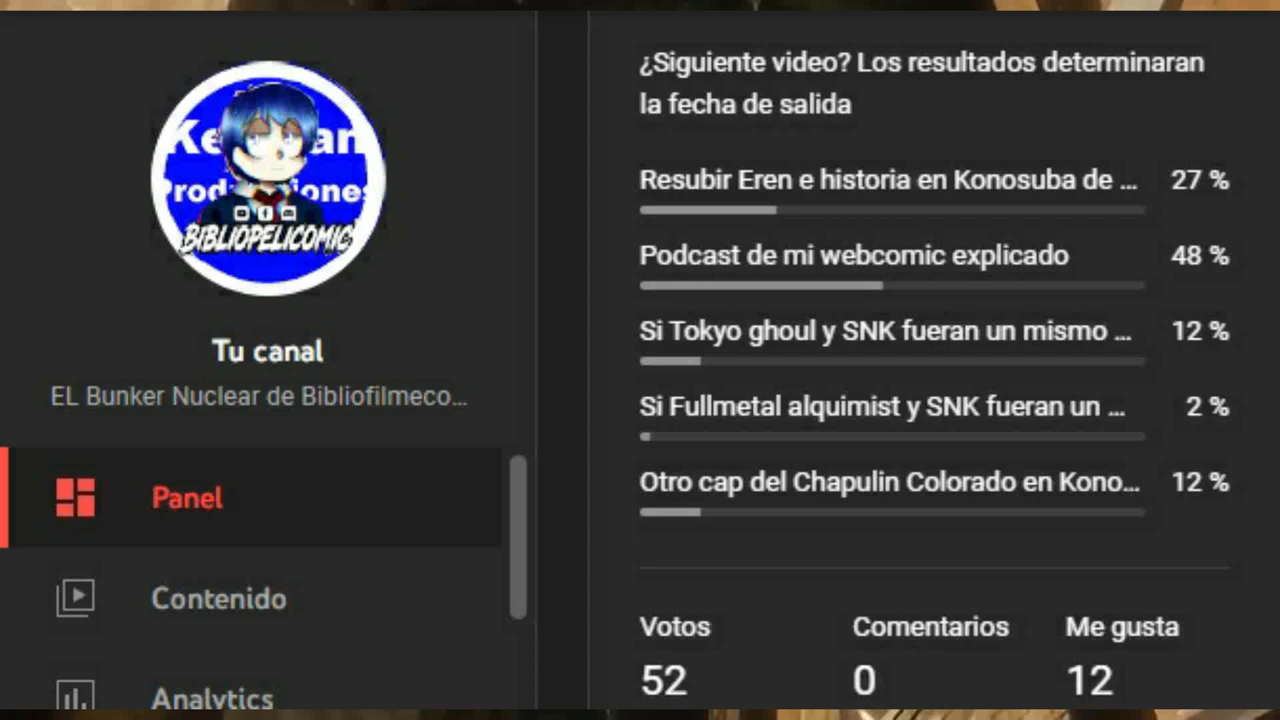 BIBLIOPELICOMIC
Tu canal
EL Bunker Nuclear de Bibliofilmeco...
Panel
Contenido
Analytics
¿Siguiente video? Los resultados determinaran
la fecha de salida
Resubir Eren e historia en Konosuba de ... 27 %
Podcast de mi webcomic explicado 48 %
Si Tokyo ghoul y SNK fueran un mismo ... 12 %
Si Fullmetal alquimist y SNK fueran un ... 2 %
Otro cap del Chapulin Colorado en Kono... 12 %
Votos Comentarios Me gusta
52 0 12